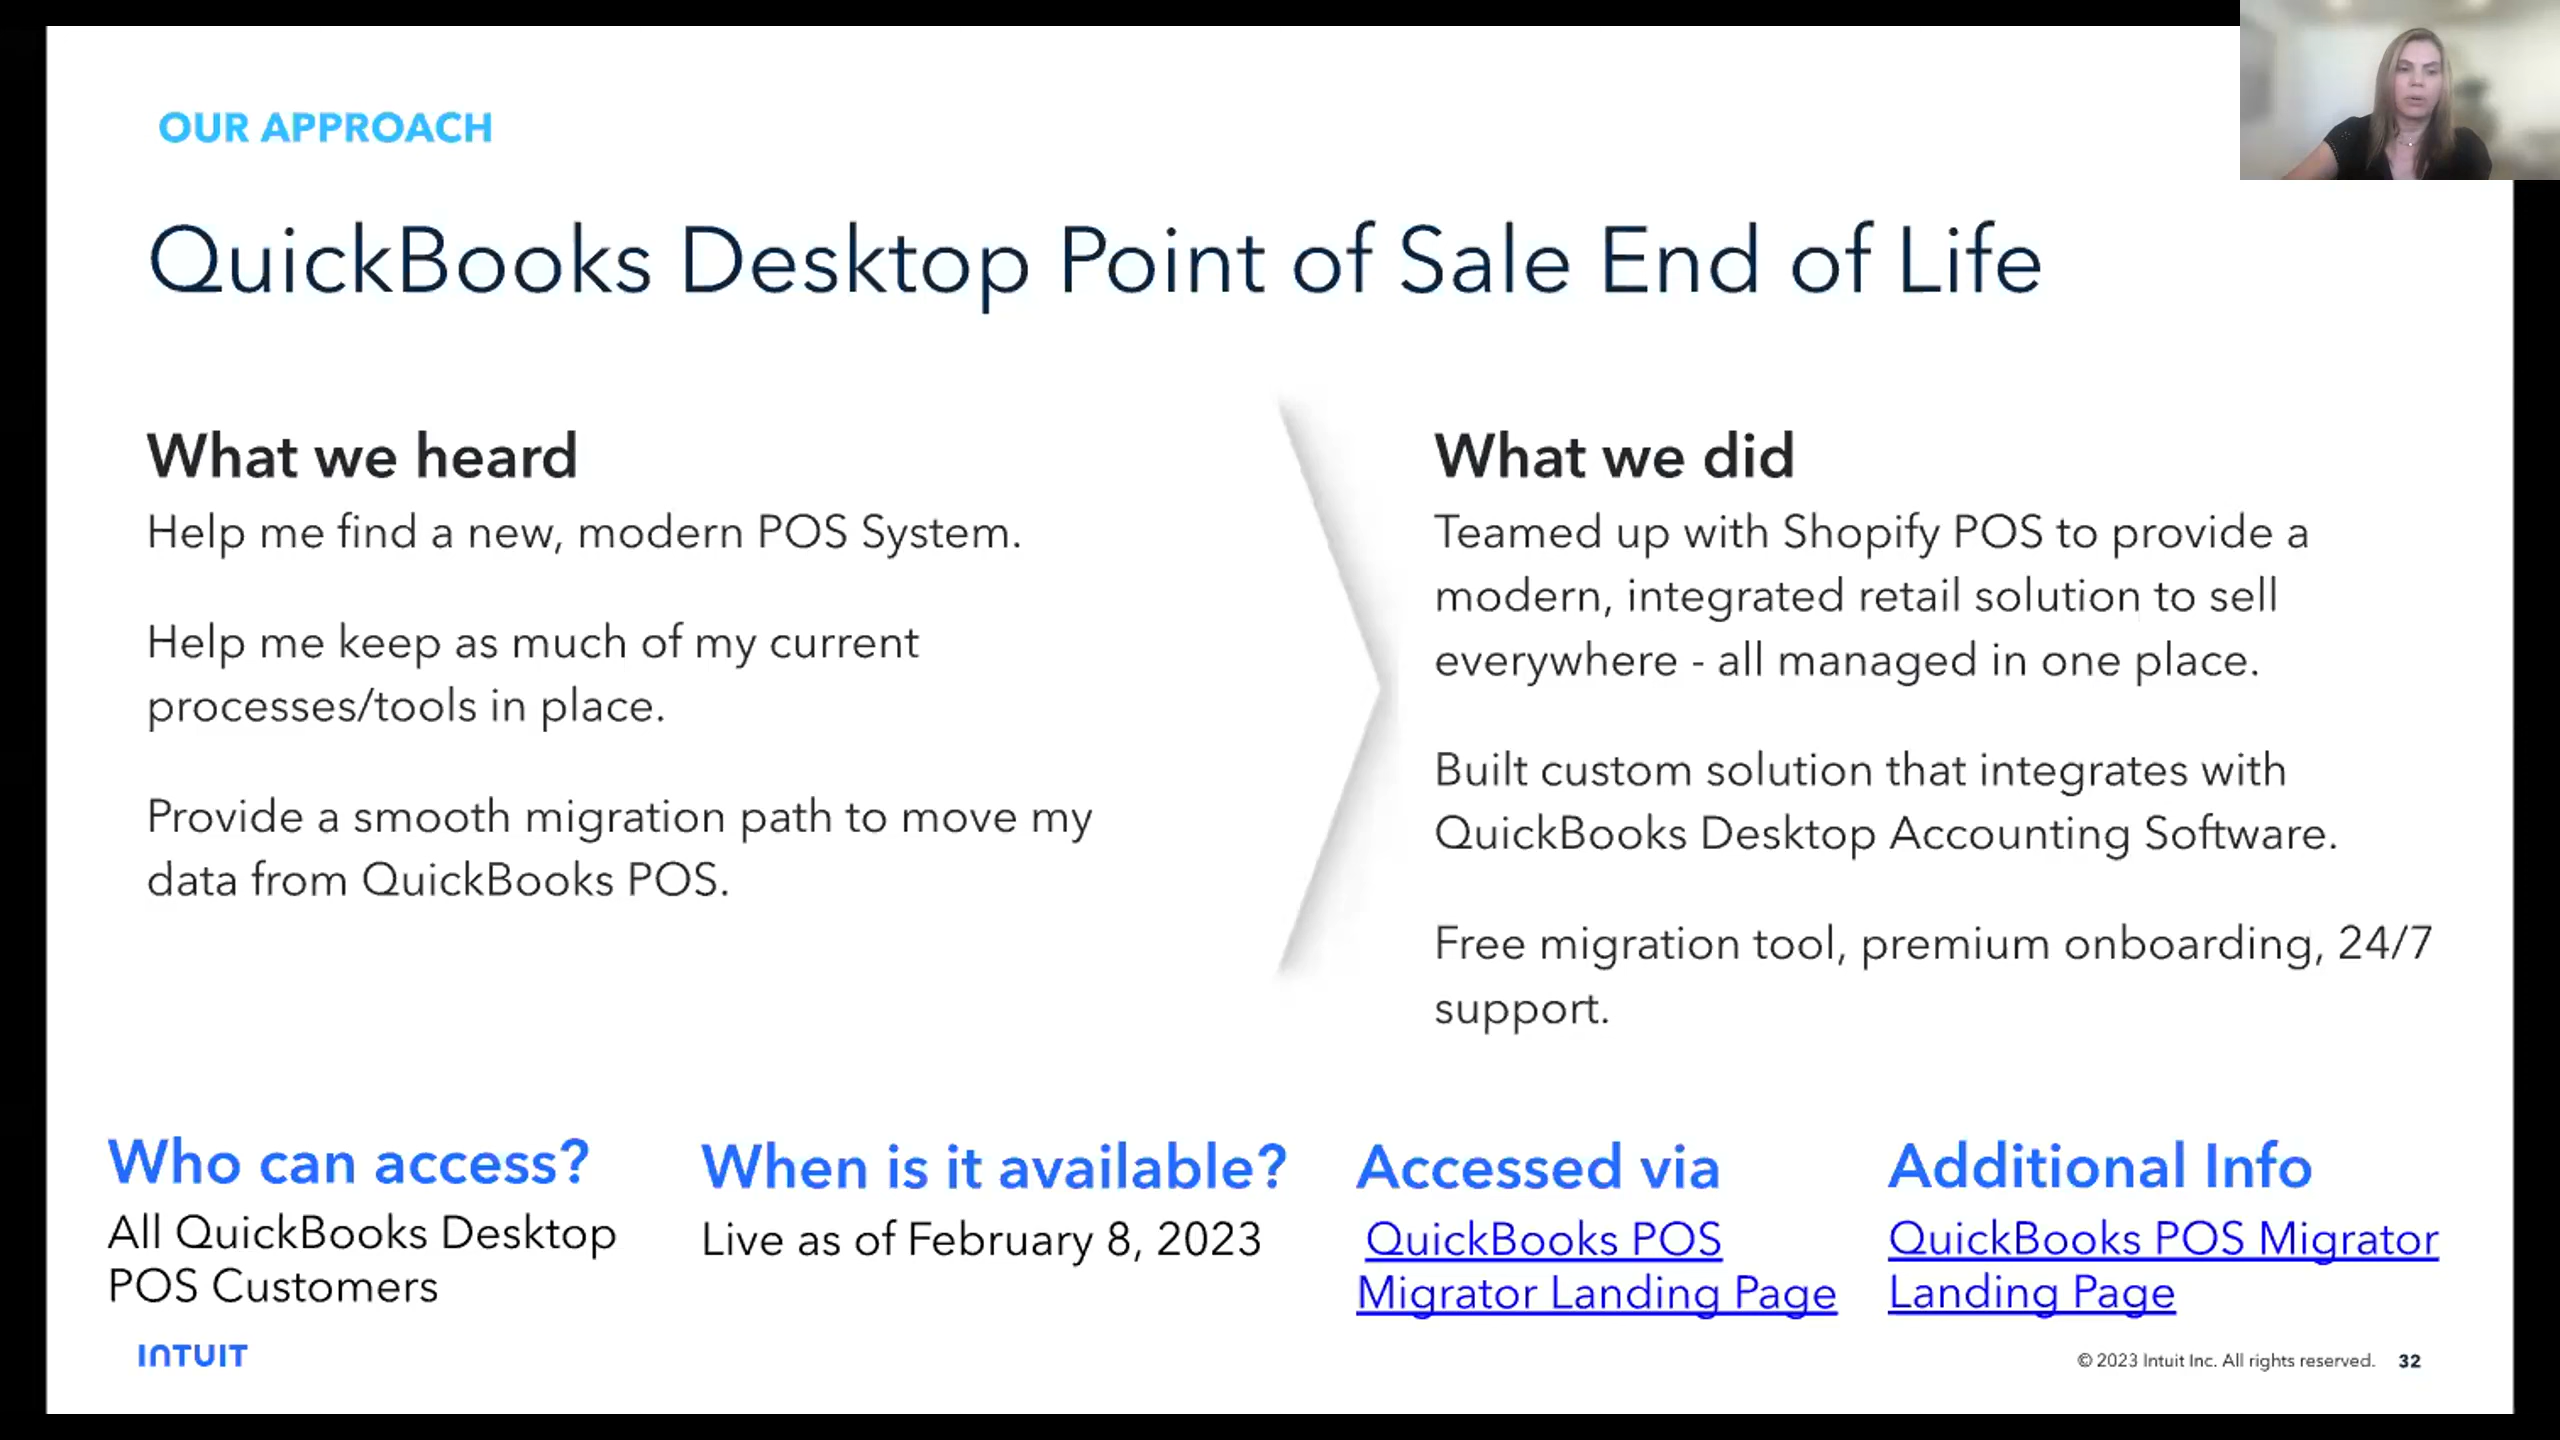 OUR APPROACH
QuickBooks Desktop Point of Sale End of Life
What we heard
Help me find a new, modern POS System.
Help me keep as much of my current
processes/tools in place.
Provide a smooth migration path to move my
data from QuickBooks POS.
What we did
Teamed up with Shopify POS to provide a
modern, integrated retail solution to sell
everywhere - all managed in one place.
Built custom solution that integrates with
QuickBooks Desktop Accounting Software.
Free migration tool, premium onboarding, 24/7
support.
Who can access?
All QuickBooks Desktop
POS Customers
When is it available?
Live as of February 8, 2023
Accessed via
QuickBooks POS
Migrator Landing Page
Additional Info
QuickBooks POS Migrator
Landing Page
INTUIT
© 2023 Intuit Inc. All rights reserved. 32